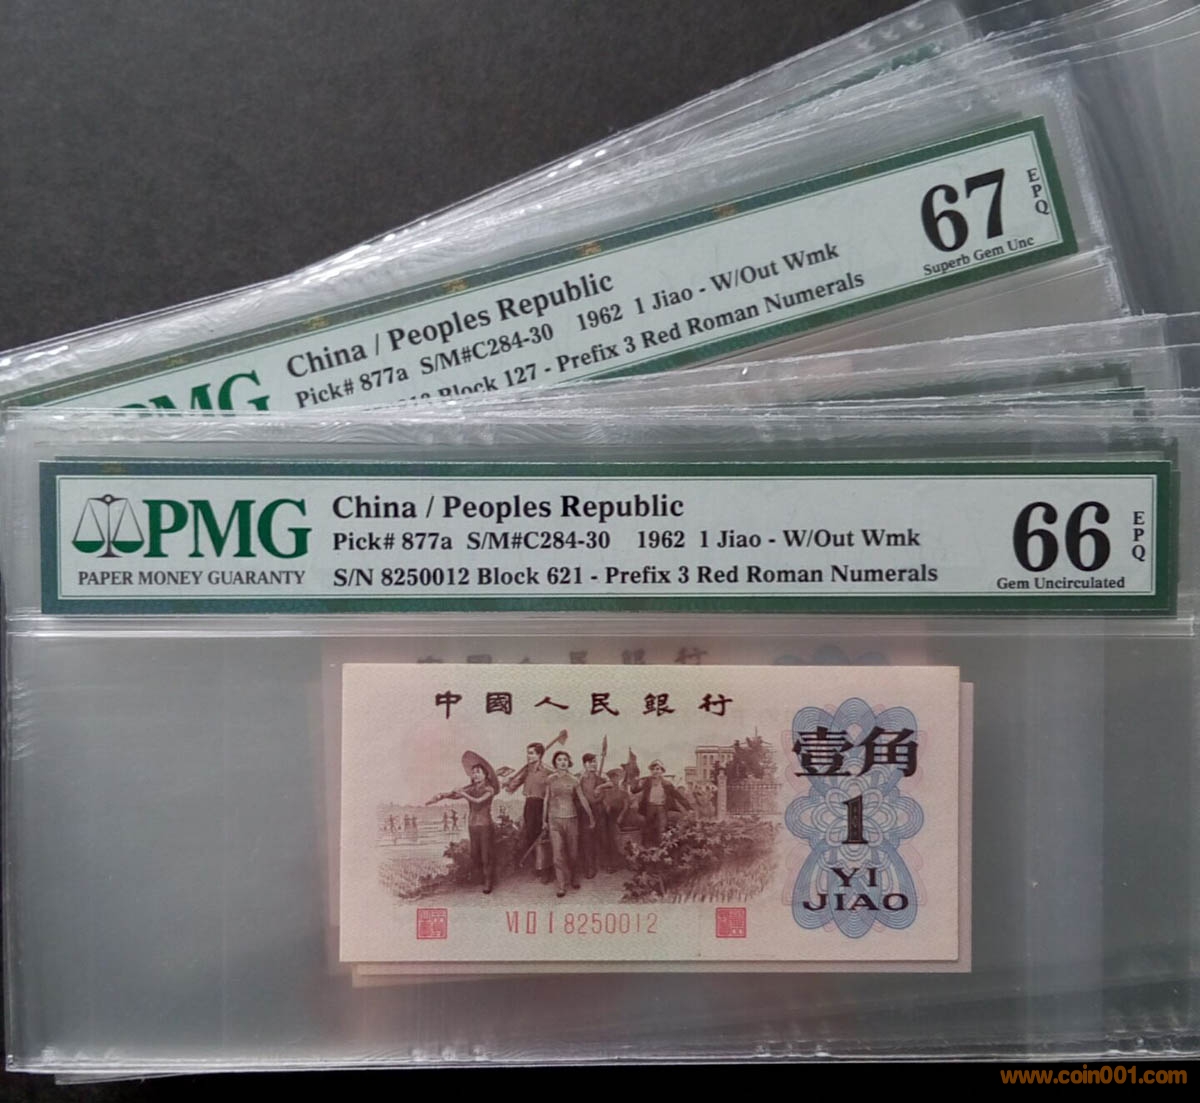 67
EPQ
Superb Gem Unc
China / Peoples Republic
Pick# 877a S/M#C284-30 1962 1 Jiao - W/Out Wmk
Block 127 - Prefix 3 Red Roman Numerals
PMG
PMG
PAPER MONEY GUARANTY
China / Peoples Republic
Pick# 877a S/M#C284-30 1962 1 Jiao - W/Out Wmk
S/N 8250012 Block 621 - Prefix 3 Red Roman Numerals
66
EPQ
Gem Uncirculated
中國人民銀行
壹角
1
YI
JIAO
VI II I 8250012
www.coin001.com